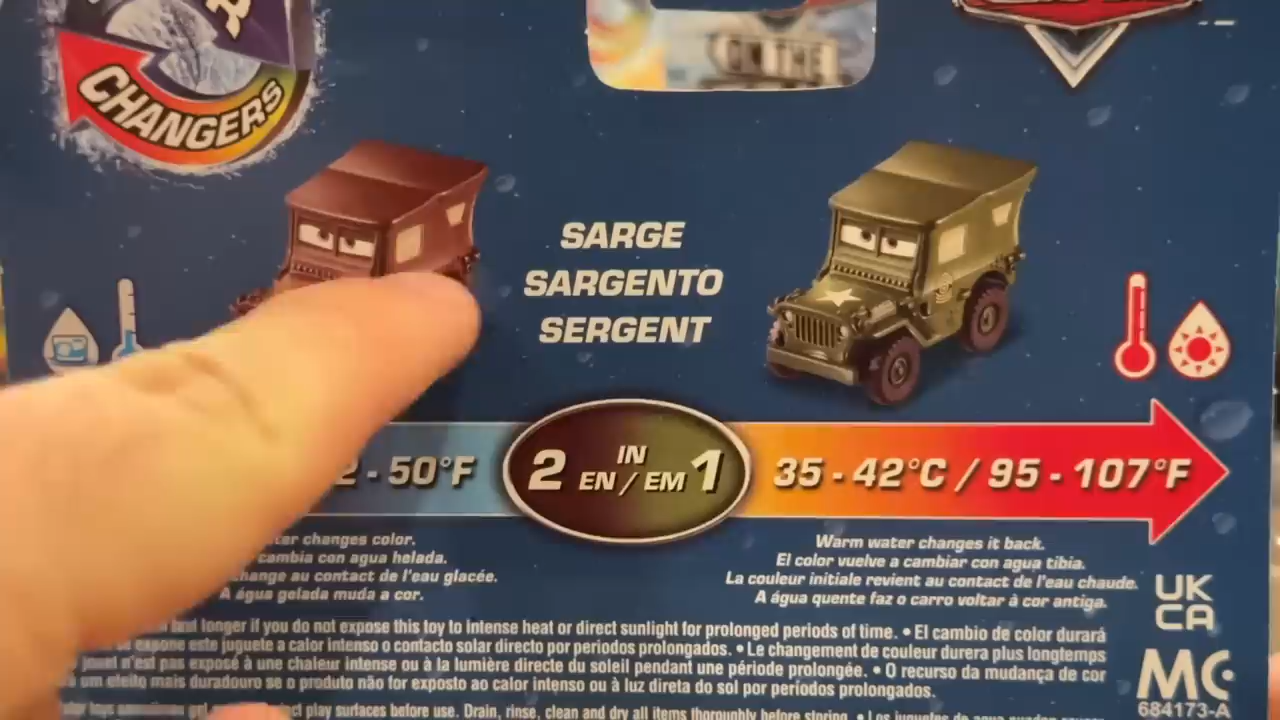 CHANGERS
ON THE
SARGE
SARGENTO
SERGENT
2 - 50°F
2 IN EN / EM 1
35 - 42°C / 95 - 107°F
changes color.
cambia con agua helada.
change au contact de l'eau glacée.
A água gelada muda a cor.
Warm water changes it back.
El color vuelve a cambiar con agua tibia.
La couleur initiale revient au contact de l'eau chaude.
A água quente faz o carro voltar à cor antiga.
UK
CA
longer if you do not expose this toy to intense heat or direct sunlight for prolonged periods of time. • El cambio de color durará
expone este juguete a calor intenso o contacto solar directo por periodos prolongados. • Le changement de couleur durera plus longtemps
jouet n'est pas exposé à une chaleur intense ou à la lumière directe du soleil pendant une période prolongée. • O recurso da mudança de cor
um efeito mais duradouro se o produto não for exposto ao calor intenso ou à luz direta do sol por períodos prolongados.
MC
684173-A
play surfaces before use. Drain, rinse, clean and dry all items thoroughly before storing. • Los juguetes de agua pueden